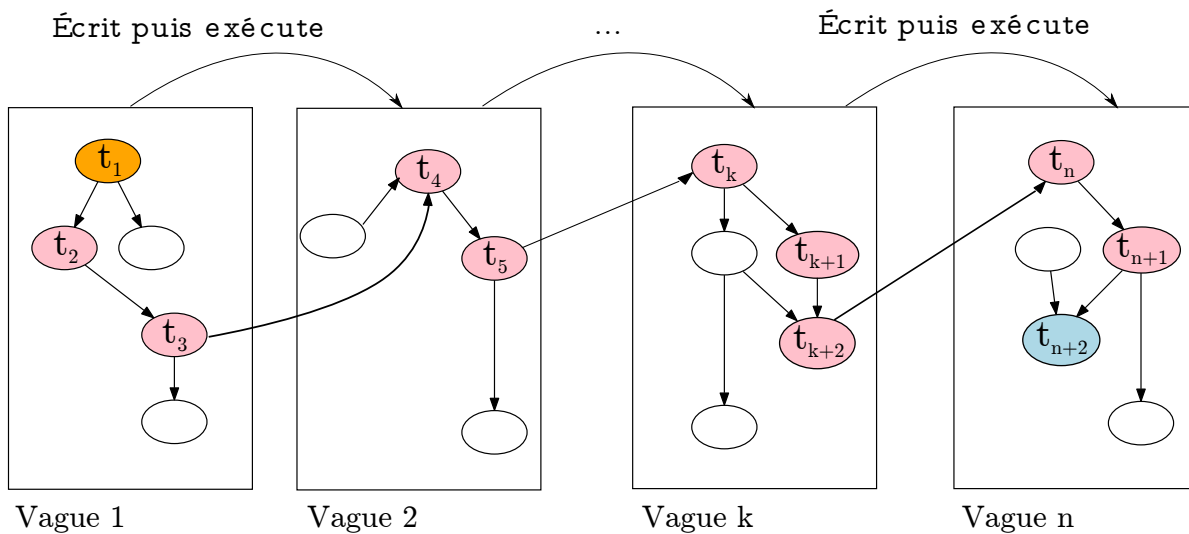 Écrit puis exécute
...
Écrit puis exécute
t₁
t₂
t₃
t₄
t₅
tₖ
tₖ₊₁
tₖ₊₂
tₙ
tₙ₊₁
tₙ₊₂
Vague 1
Vague 2
Vague k
Vague n